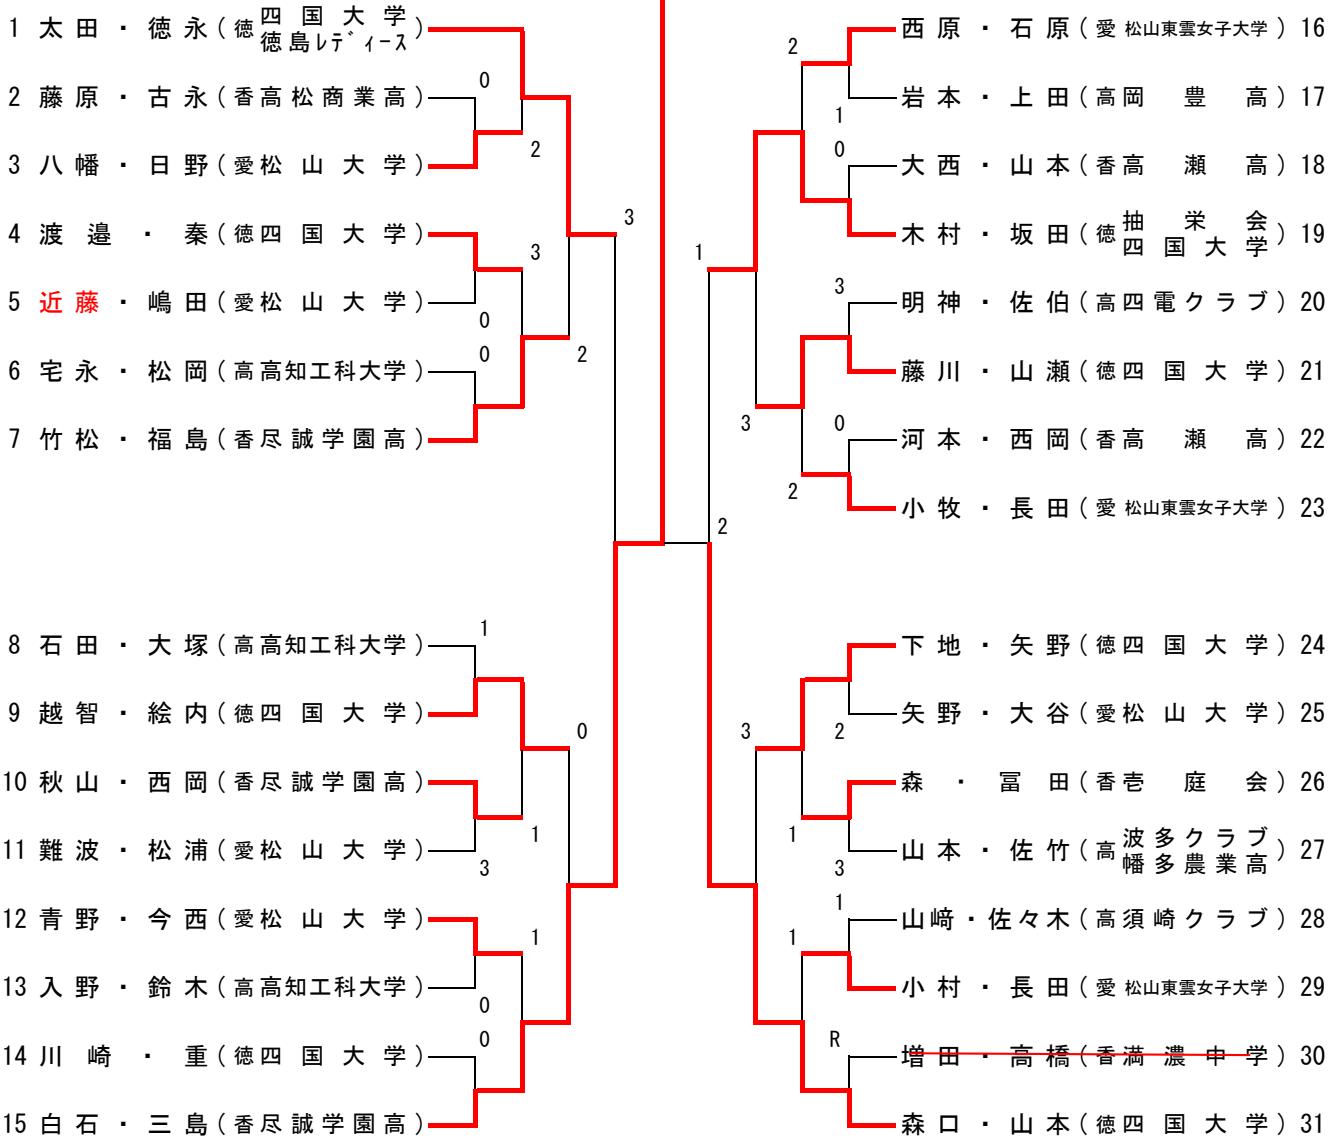 1 太田・徳永(徳 四国大学 徳島レディース)
0
2 藤原・古永(香高松商業高)
2
3 八幡・日野(愛松山大学)
3
4 渡邉・秦(徳四国大学)
3
5 近藤・嶋田(愛松山大学)
0
0
2
6 宅永・松岡(高高知工科大学)
7 竹松・福島(香尽誠学園高)
8 石田・大塚(高高知工科大学)
1
9 越智・絵内(徳四国大学)
0
10 秋山・西岡(香尽誠学園高)
1
11 難波・松浦(愛松山大学)
3
12 青野・今西(愛松山大学)
1
13 入野・鈴木(高高知工科大学)
0
0
14 川崎・重(徳四国大学)
15 白石・三島(香尽誠学園高)
西原・石原(愛 松山東雲女子大学)16
2
岩本・上田(高岡豊高)17
1
0
大西・山本(香高瀬高)18
木村・坂田(徳 抽栄会 四国大学)19
1
3
明神・佐伯(高四電クラブ)20
藤川・山瀬(徳四国大学)21
3
0
河本・西岡(香高瀬高)22
2
小牧・長田(愛 松山東雲女子大学)23
2
下地・矢野(徳四国大学)24
矢野・大谷(愛松山大学)25
3
2
森・冨田(香壱庭会)26
1
山本・佐竹(高 波多クラブ 幡多農業高)27
3
1
山﨑・佐々木(高須崎クラブ)28
1
小村・長田(愛 松山東雲女子大学)29
R
増田・高橋(香満濃中学)30
森口・山本(徳四国大学)31